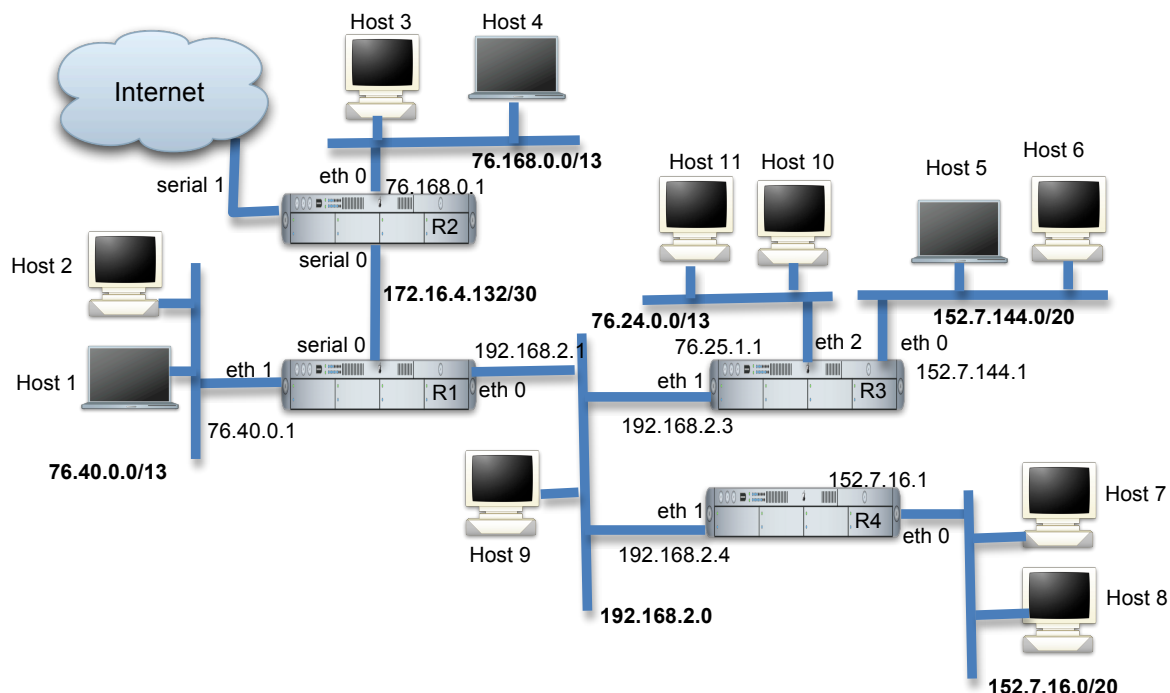 Host 3
Host 4
Internet
76.168.0.0/13
Host 11
Host 10
Host 5
Host 6
serial 1
eth 0
76.168.0.1
R2
Host 2
serial 0
172.16.4.132/30
76.24.0.0/13
152.7.144.0/20
serial 0
192.168.2.1
76.25.1.1
eth 2
eth 0
Host 1
eth 1
R1
eth 0
eth 1
R3
152.7.144.1
76.40.0.1
192.168.2.3
76.40.0.0/13
152.7.16.1
Host 7
eth 1
R4
eth 0
Host 9
192.168.2.4
Host 8
192.168.2.0
152.7.16.0/20